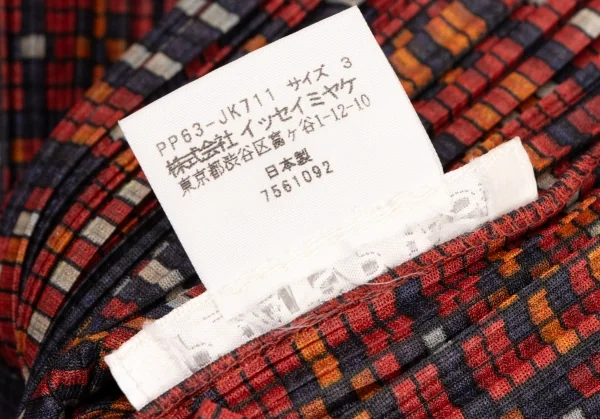 PP63-JK711 サイズ 3
株式会社 イッセイミヤケ
東京都渋谷区富ヶ谷1-12-10
日本製
7561092